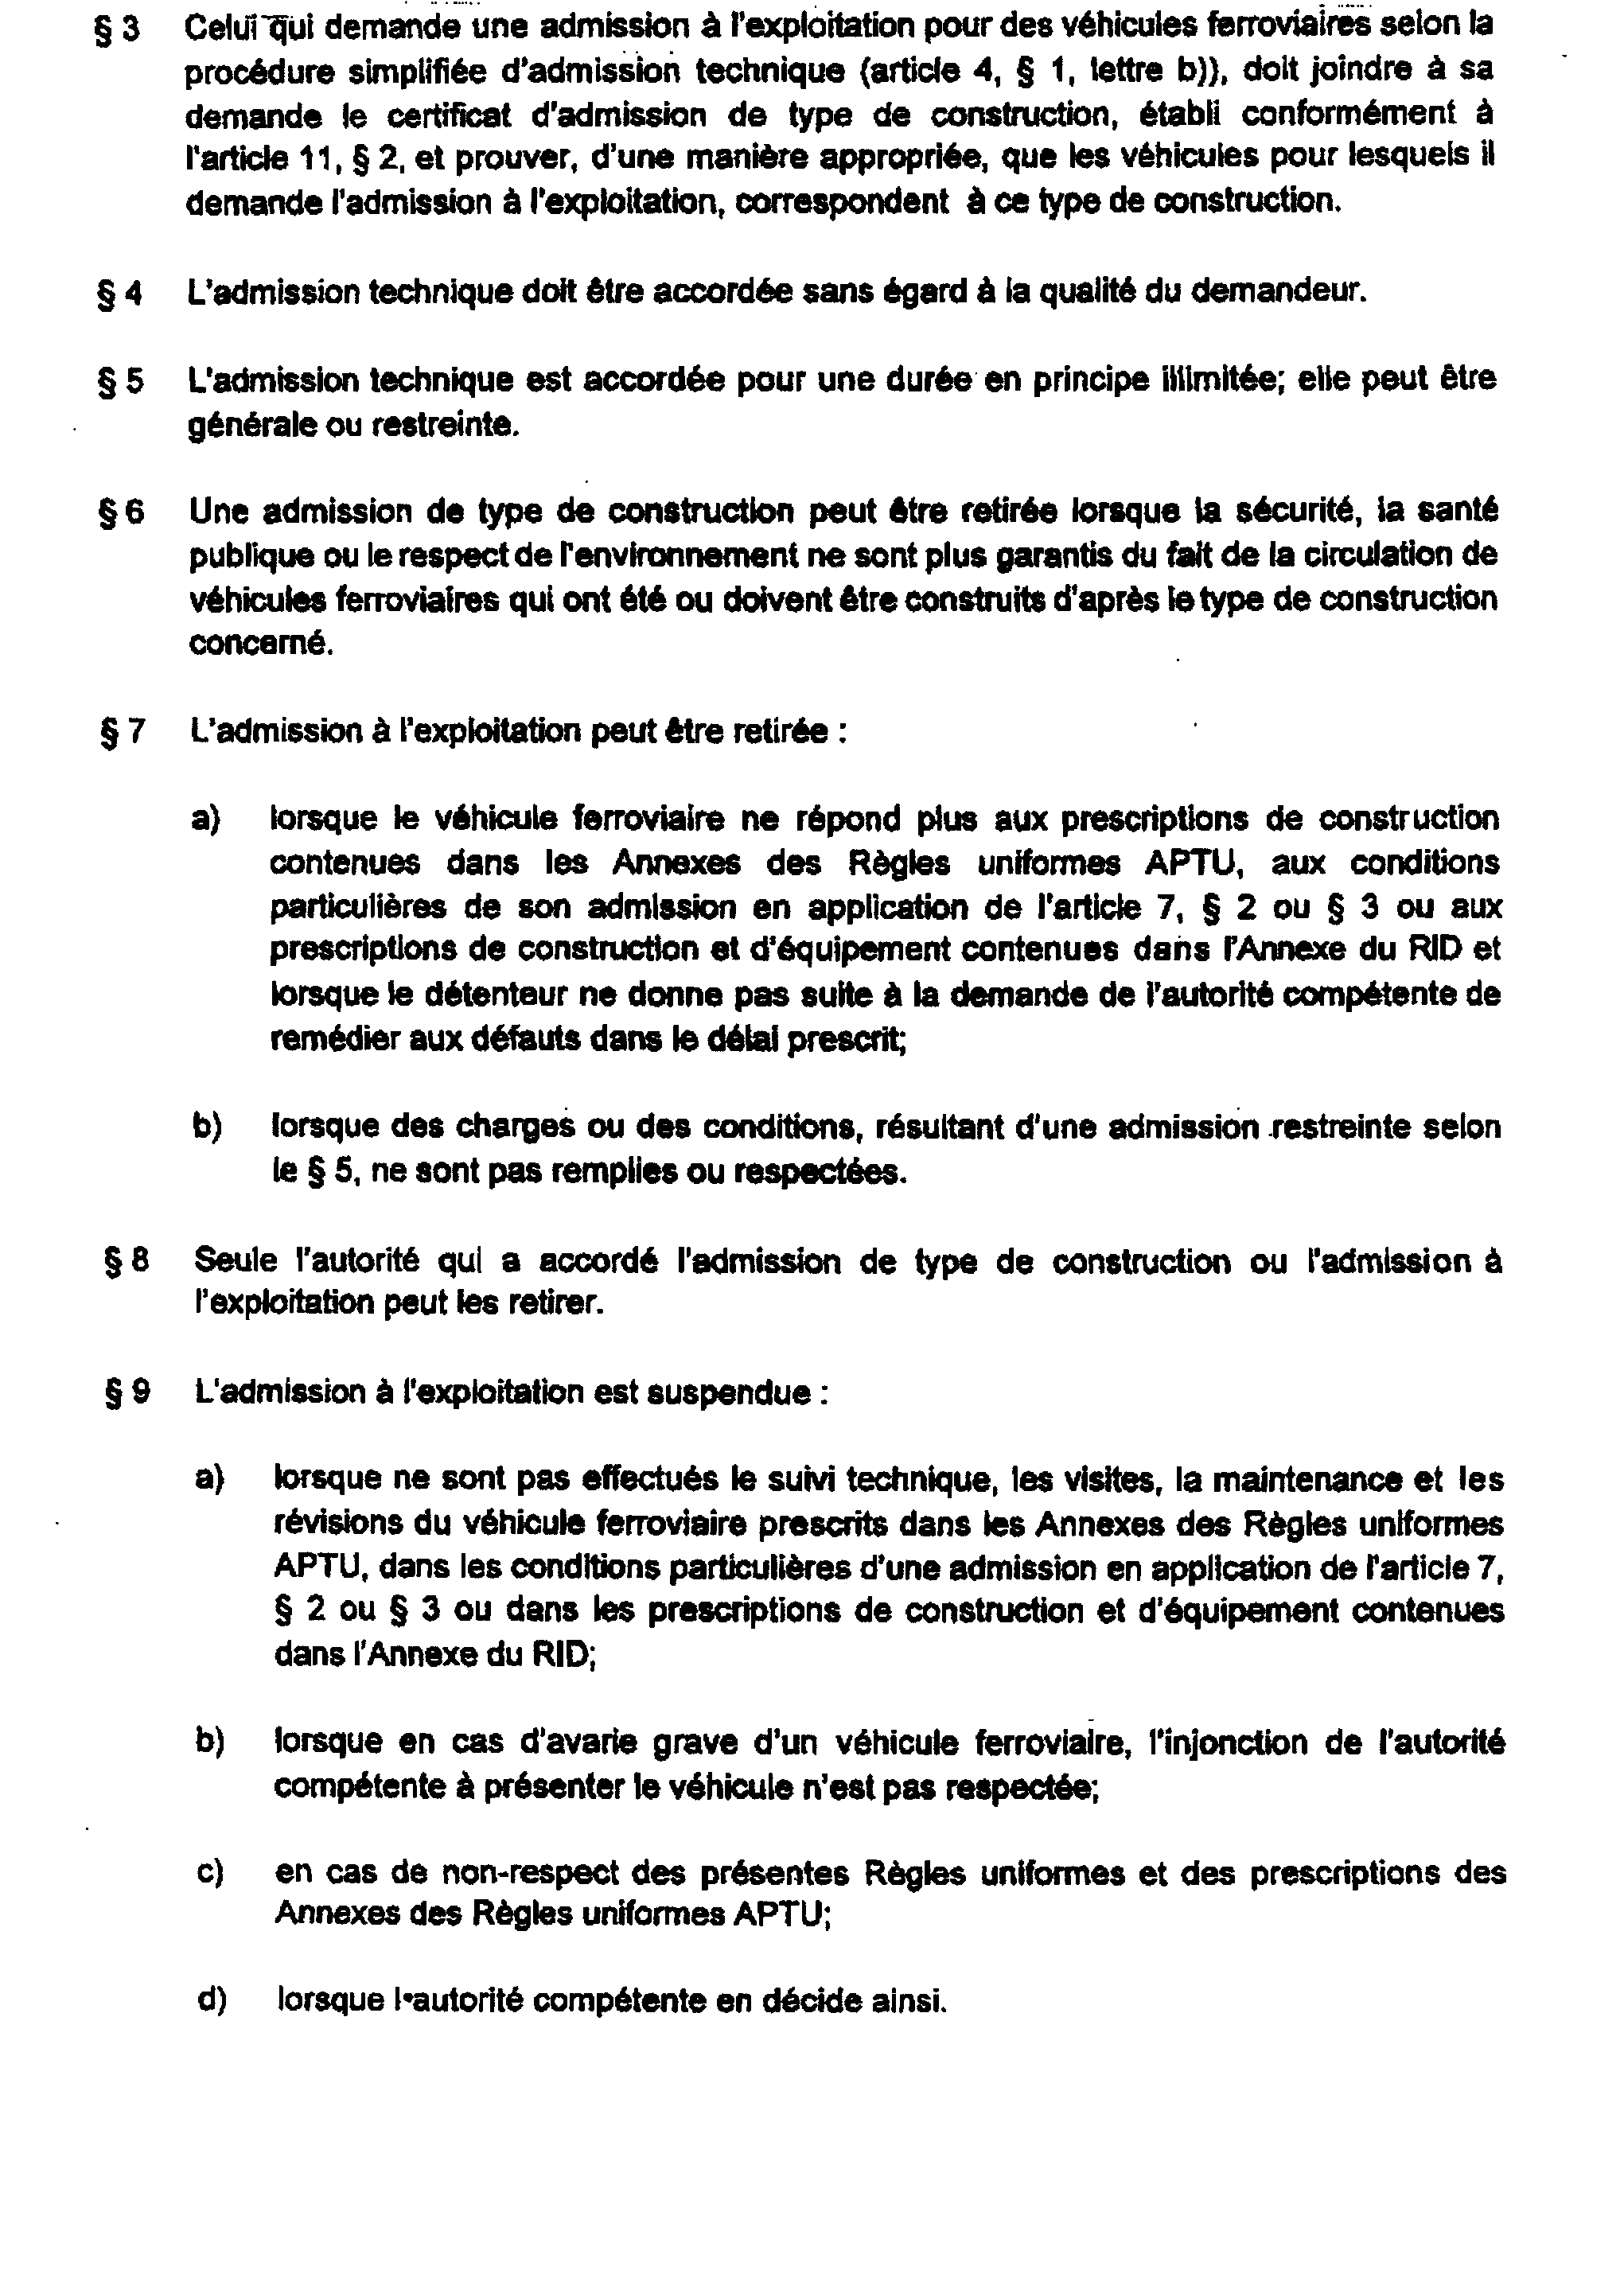 § 3 Celui qui demande une admission à l'exploitation pour des véhicules ferroviaires selon la
procédure simplifiée d'admission technique (article 4, § 1, lettre b)), doit joindre à sa
demande le certificat d'admission de type de construction, établi conformément à
l'article 11, § 2, et prouver, d'une manière appropriée, que les véhicules pour lesquels il
demande l'admission à l'exploitation, correspondent à ce type de construction.
§ 4 L'admission technique doit être accordée sans égard à la qualité du demandeur.
§ 5 L'admission technique est accordée pour une durée en principe illimitée; elle peut être
générale ou restreinte.
§ 6 Une admission de type de construction peut être retirée lorsque la sécurité, la santé
publique ou le respect de l'environnement ne sont plus garantis du fait de la circulation de
véhicules ferroviaires qui ont été ou doivent être construits d'après le type de construction
concerné.
§ 7 L'admission à l'exploitation peut être retirée :
a) lorsque le véhicule ferroviaire ne répond plus aux prescriptions de construction
contenues dans les Annexes des Règles uniformes APTU, aux conditions
particulières de son admission en application de l'article 7, § 2 ou § 3 ou aux
prescriptions de construction et d'équipement contenues dans l'Annexe du RID et
lorsque le détenteur ne donne pas suite à la demande de l'autorité compétente de
remédier aux défauts dans le délai prescrit;
b) lorsque des charges ou des conditions, résultant d'une admission restreinte selon
le § 5, ne sont pas remplies ou respectées.
§ 8 Seule l'autorité qui a accordé l'admission de type de construction ou l'admission à
l'exploitation peut les retirer.
§ 9 L'admission à l'exploitation est suspendue :
a) lorsque ne sont pas effectués le suivi technique, les visites, la maintenance et les
révisions du véhicule ferroviaire prescrits dans les Annexes des Règles uniformes
APTU, dans les conditions particulières d'une admission en application de l'article 7,
§ 2 ou § 3 ou dans les prescriptions de construction et d'équipement contenues
dans l'Annexe du RID;
b) lorsque en cas d'avarie grave d'un véhicule ferroviaire, l'injonction de l'autorité
compétente à présenter le véhicule n'est pas respectée;
c) en cas de non-respect des présentes Règles uniformes et des prescriptions des
Annexes des Règles uniformes APTU;
d) lorsque l'autorité compétente en décide ainsi.